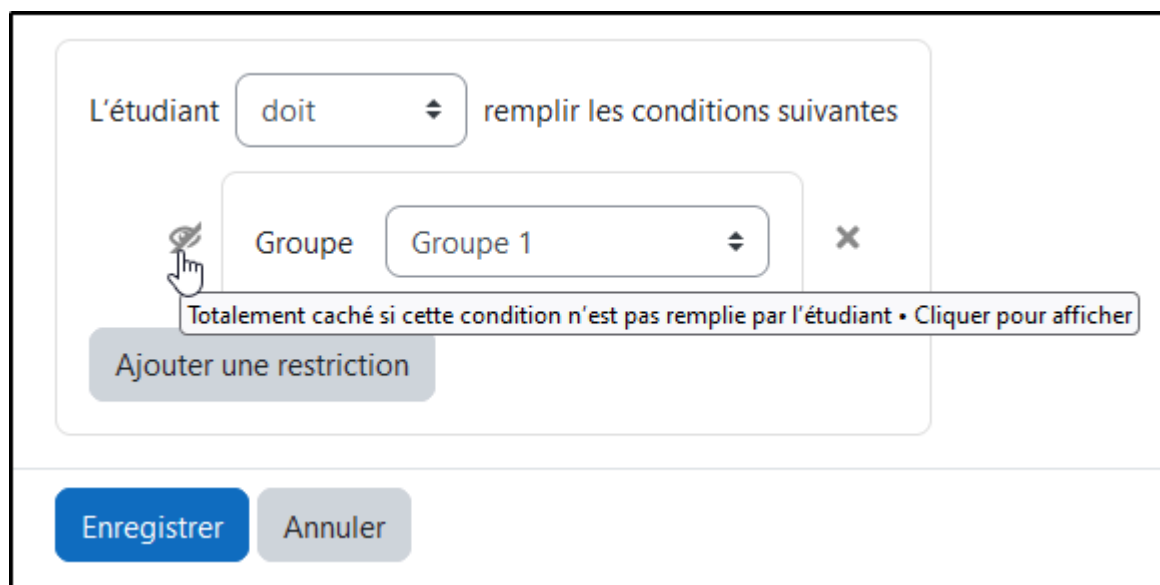 L'étudiant doit remplir les conditions suivantes
Groupe Groupe 1
Totalement caché si cette condition n'est pas remplie par l'étudiant • Cliquer pour afficher
Ajouter une restriction
Enregistrer Annuler